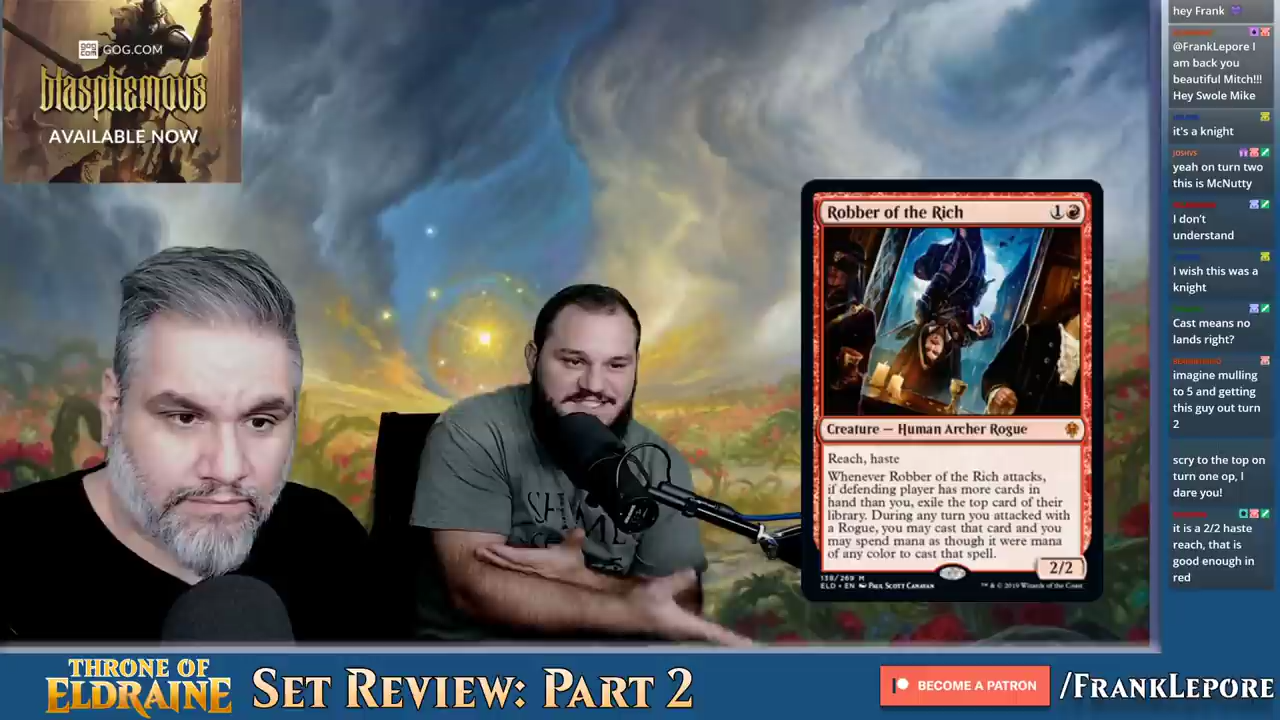 GOG.COM
blasphemous
AVAILABLE NOW
Robber of the Rich
1
Creature — Human Archer Rogue
Reach, haste
Whenever Robber of the Rich attacks,
if defending player has more cards in
hand than you, exile the top card of their
library. During any turn you attacked with
a Rogue, you may cast that card and you
may spend mana as though it were mana
of any color to cast that spell.
2/2
138/269 M
ELD • EN Paul Scott Canavan
™ & © 2019 Wizards of the Coast
hey Frank
@FrankLepore I
am back you
beautiful Mitch!!!
Hey Swole Mike
it's a knight
JOSHVS
yeah on turn two
this is McNutty
I don't
understand
I wish this was a
knight
Cast means no
lands right?
imagine mulling
to 5 and getting
this guy out turn
2
scry to the top on
turn one op, I
dare you!
it is a 2/2 haste
reach, that is
good enough in
red
THRONE OF
ELDRAINE
SET REVIEW: PART 2
BECOME A PATRON
/FRANKLEPORE